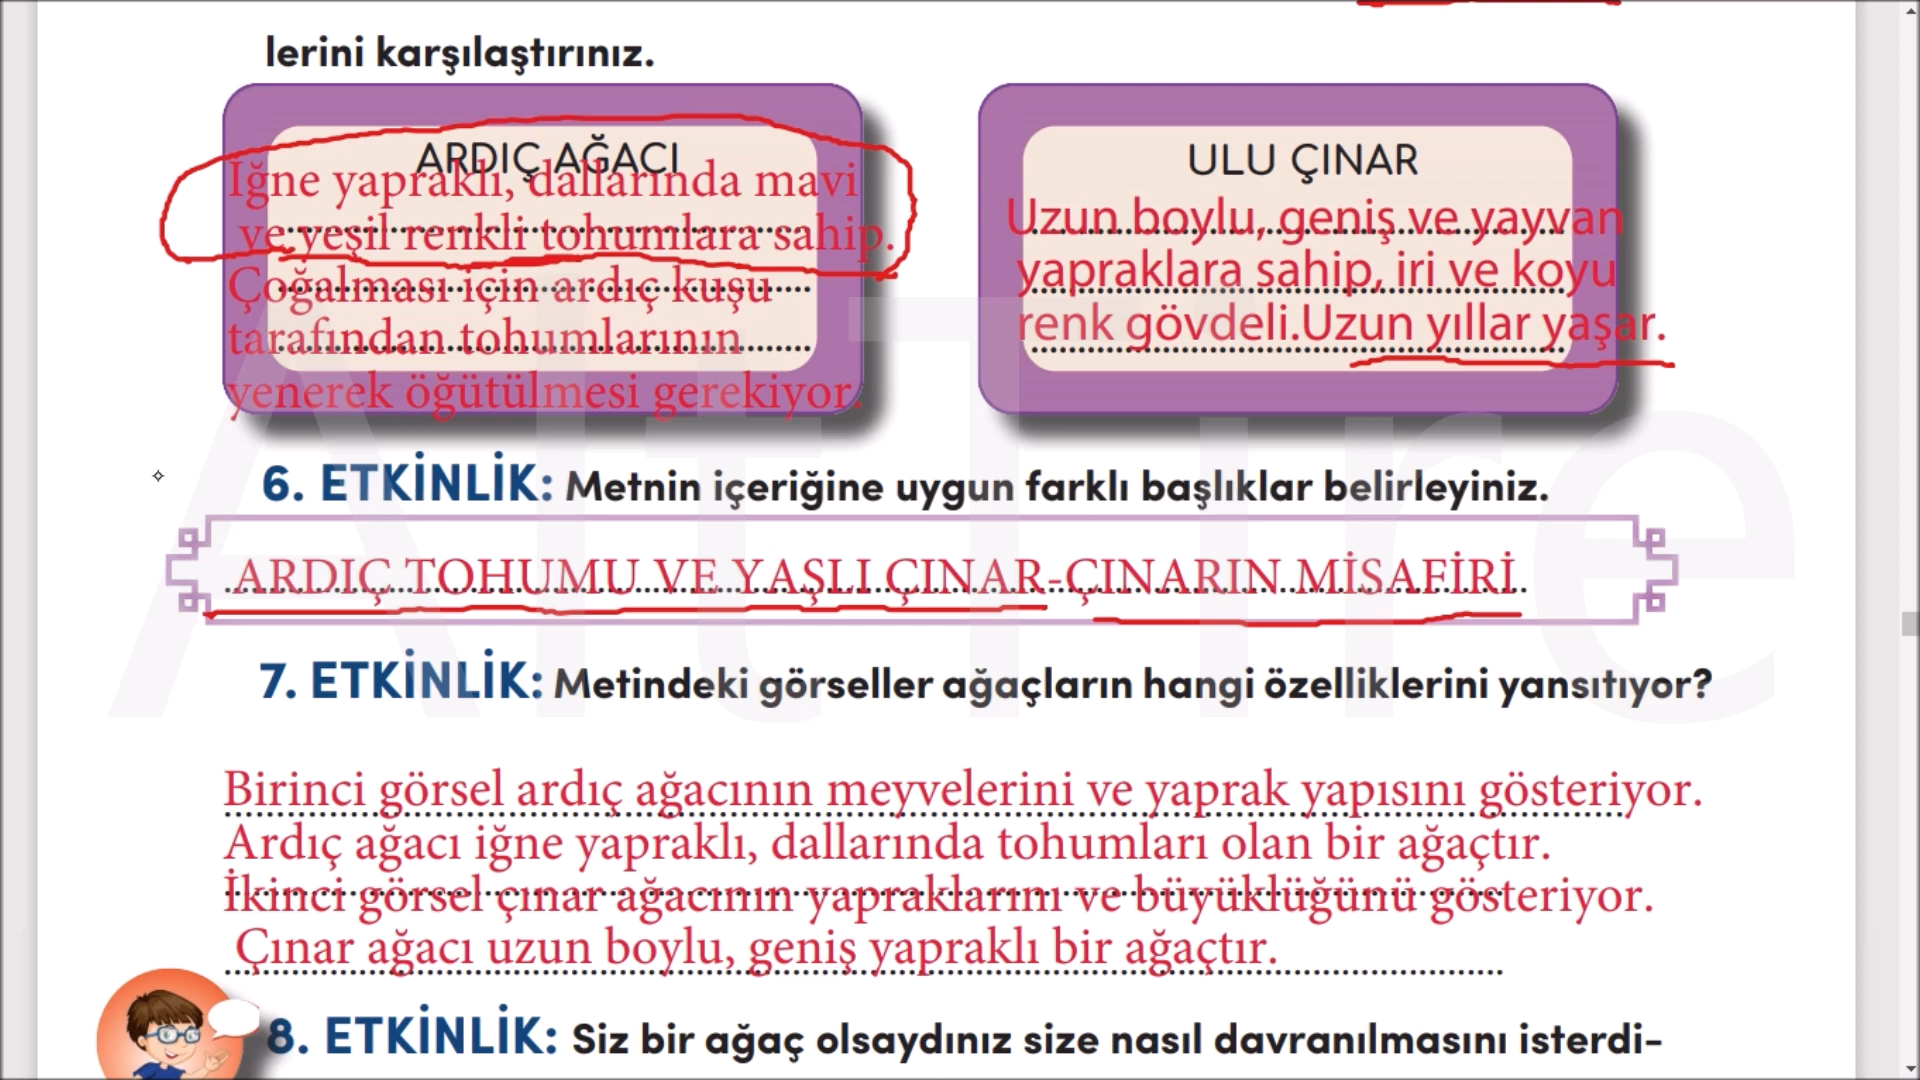 lerini karşılaştırınız.
ARDIÇ AĞACI
İğne yapraklı, dallarında mavi
ve yeşil renkli tohumlara sahip.
Çoğalması için ardıç kuşu
tarafından tohumlarının
yenerek öğütülmesi gerekiyor.
ULU ÇINAR
Uzun boylu, geniş ve yayvan
yapraklara sahip, iri ve koyu
renk gövdeli.Uzun yıllar yaşar.
6. ETKİNLİK: Metnin içeriğine uygun farklı başlıklar belirleyiniz.
ARDIÇ TOHUMU VE YAŞLI ÇINAR-ÇINARIN MİSAFİRİ
7. ETKİNLİK: Metindeki görseller ağaçların hangi özelliklerini yansıtıyor?
Birinci görsel ardıç ağacının meyvelerini ve yaprak yapısını gösteriyor.
Ardıç ağacı iğne yapraklı, dallarında tohumları olan bir ağaçtır.
İkinci görsel çınar ağacının yapraklarını ve büyüklüğünü gösteriyor.
Çınar ağacı uzun boylu, geniş yapraklı bir ağaçtır.
8. ETKİNLİK: Siz bir ağaç olsaydınız size nasıl davranılmasını isterdi-
AltTire